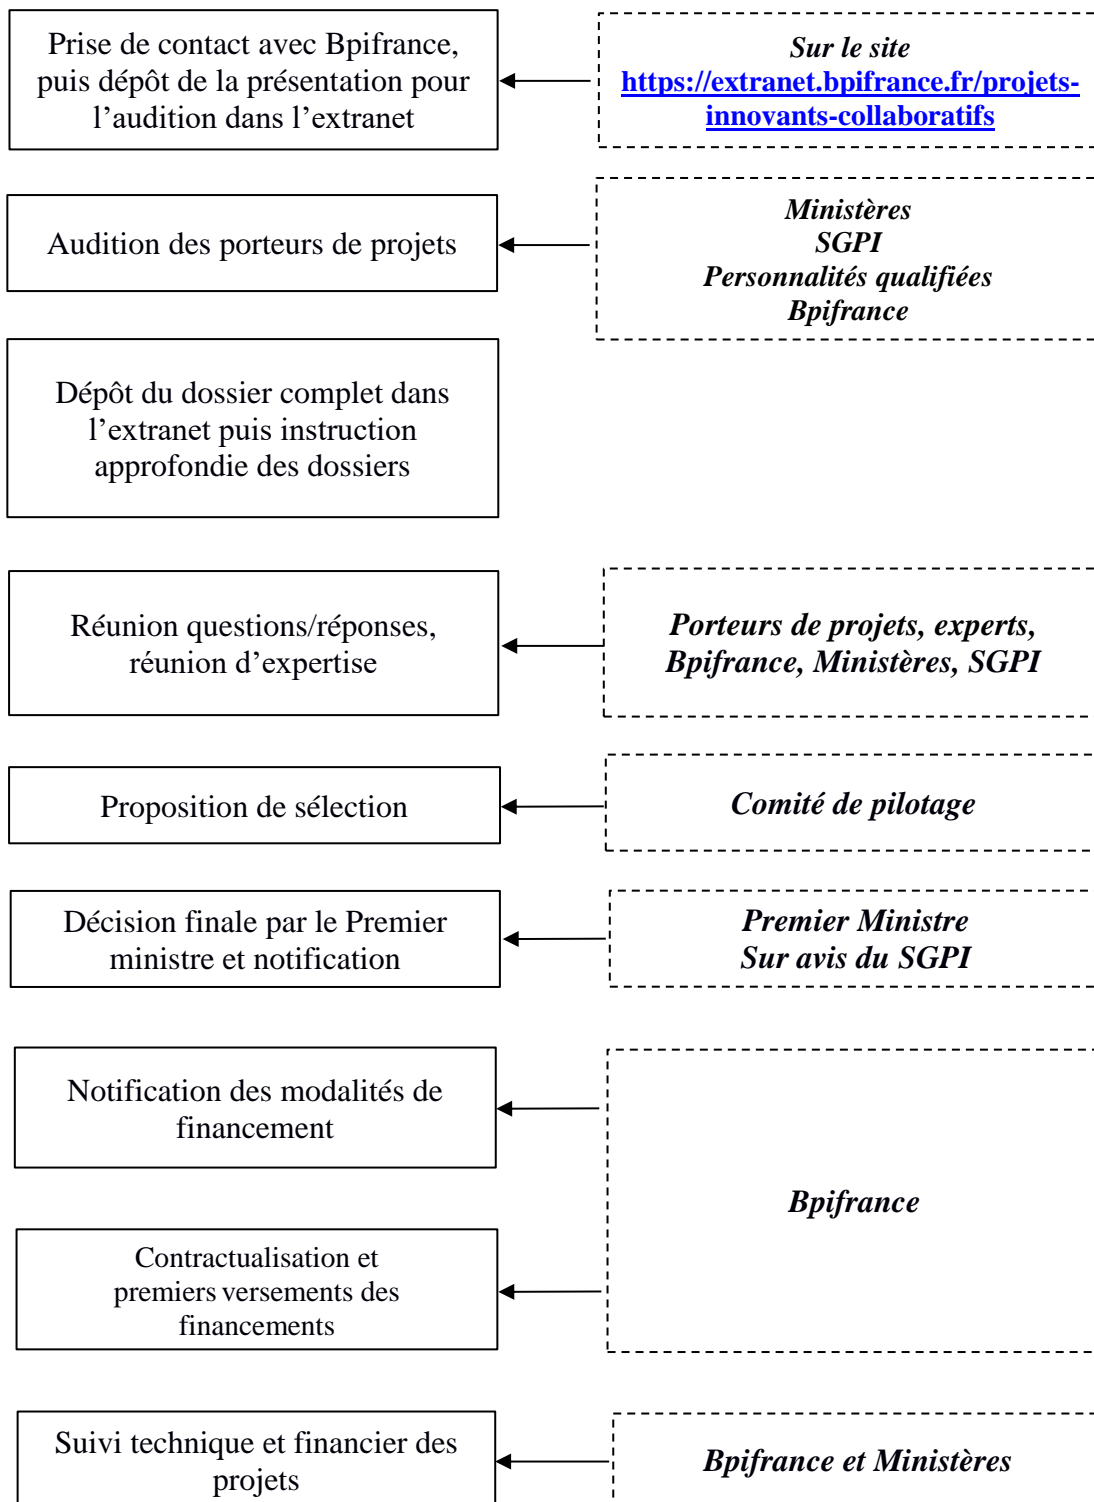 Prise de contact avec Bpifrance,
puis dépôt de la présentation pour
l’audition dans l’extranet
Sur le site
https://extranet.bpifrance.fr/projets-
innovants-collaboratifs
Audition des porteurs de projets
Ministères
SGPI
Personnalités qualifiées
Bpifrance
Dépôt du dossier complet dans
l’extranet puis instruction
approfondie des dossiers
Réunion questions/réponses,
réunion d’expertise
Porteurs de projets, experts,
Bpifrance, Ministères, SGPI
Proposition de sélection
Comité de pilotage
Décision finale par le Premier
ministre et notification
Premier Ministre
Sur avis du SGPI
Notification des modalités de
financement
Bpifrance
Contractualisation et
premiers versements des
financements
Suivi technique et financier des
projets
Bpifrance et Ministères